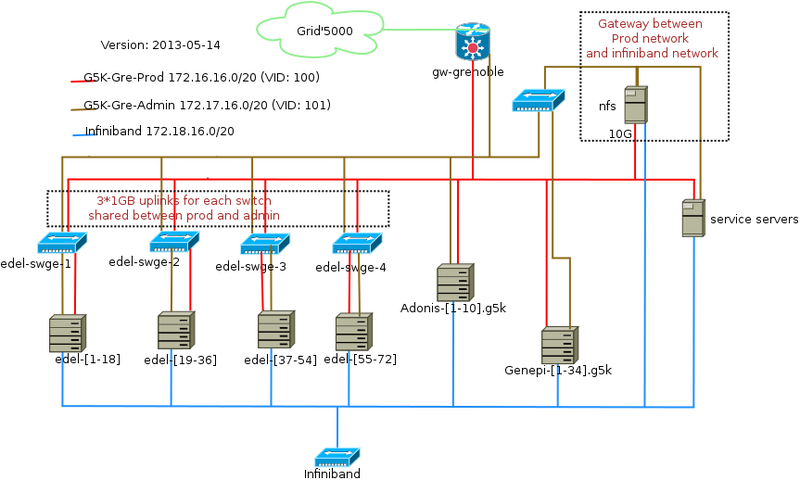 Grid'5000
Gateway between
Prod network
and infiniband network
Version: 2013-05-14
gw-grenoble
G5K-Gre-Prod 172.16.16.0/20 (VID: 100)
G5K-Gre-Admin 172.17.16.0/20 (VID: 101)
Infiniband 172.18.16.0/20
nfs
10G
3*1GB uplinks for each switch
shared between prod and admin
service servers
edel-swge-1
edel-swge-2
edel-swge-3
edel-swge-4
Adonis-[1-10].g5k
edel-[1-18]
edel-[19-36]
edel-[37-54]
edel-[55-72]
Genepi-[1-34].g5k
Infiniband